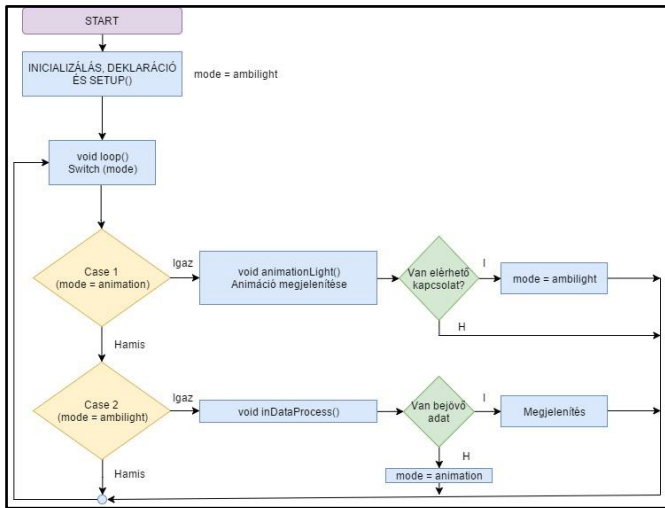 START
INICIALIZÁLÁS, DEKLARÁCIÓ
ÉS SETUP()
mode = ambilight
void loop()
Switch (mode)
Case 1
(mode = animation)
Igaz
void animationLight()
Animáció megjelenítése
Van elérhető
kapcsolat?
I
mode = ambilight
H
Hamis
Case 2
(mode = ambilight)
Igaz
void inDataProcess()
Van bejövő
adat
I
Megjelenítés
H
mode = animation
Hamis